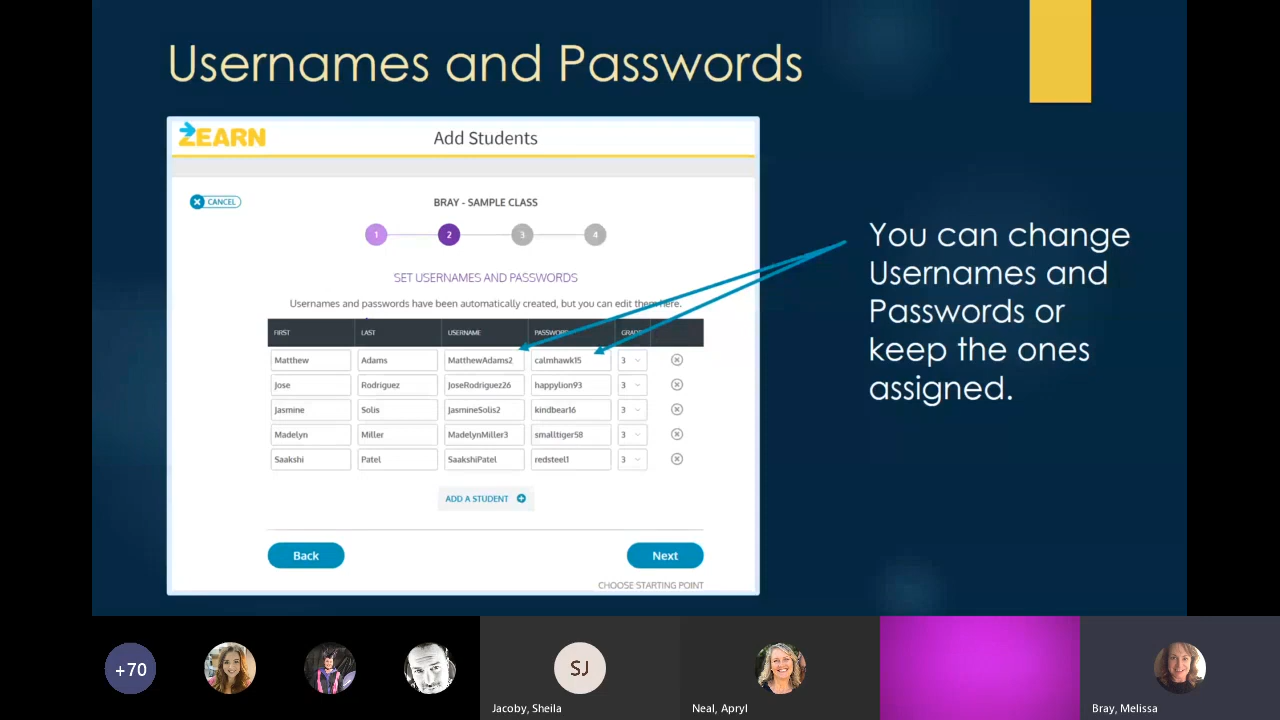 Usernames and Passwords
ZEARN
Add Students
CANCEL
BRAY - SAMPLE CLASS
1 2 3 4
SET USERNAMES AND PASSWORDS
Usernames and passwords have been automatically created, but you can edit them here.
FIRST LAST USERNAME PASSWORD GRADE
Matthew Adams MatthewAdams2 calmhawk15 3
Jose Rodriguez JoseRodriguez26 happylion93 3
Jasmine Solis JasmineSolis2 kindbear16 3
Madelyn Miller MadelynMiller3 smalltiger58 3
Saakshi Patel SaakshiPatel redsteel1 3
ADD A STUDENT
Back Next
CHOOSE STARTING POINT
You can change
Usernames and
Passwords or
keep the ones
assigned.
+70
SJ
Jacoby, Sheila
Neal, Apryl
Bray, Melissa